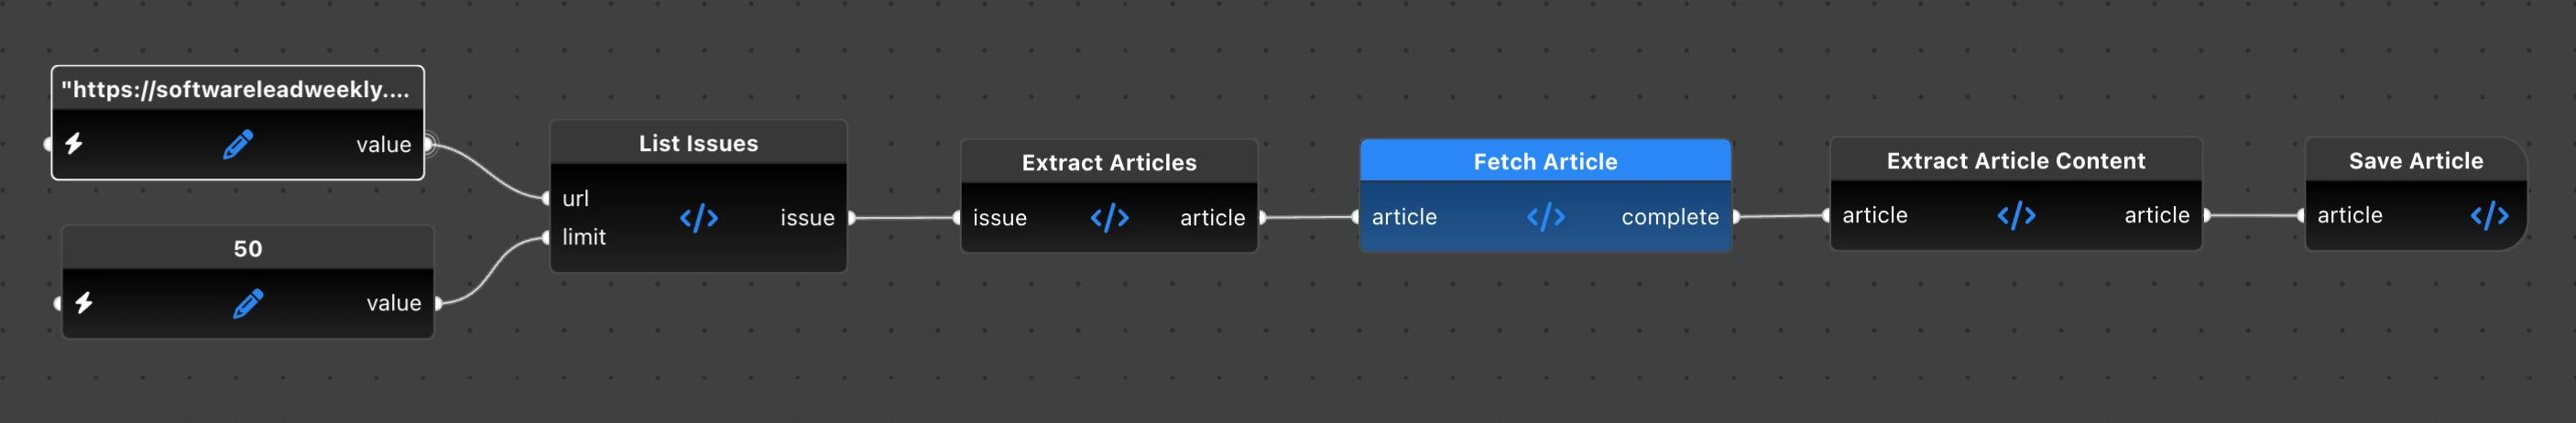 "https://softwareleadweekly....
value
50
value
List Issues
url
limit
issue
Extract Articles
issue
article
Fetch Article
article
complete
Extract Article Content
article
article
Save Article
article